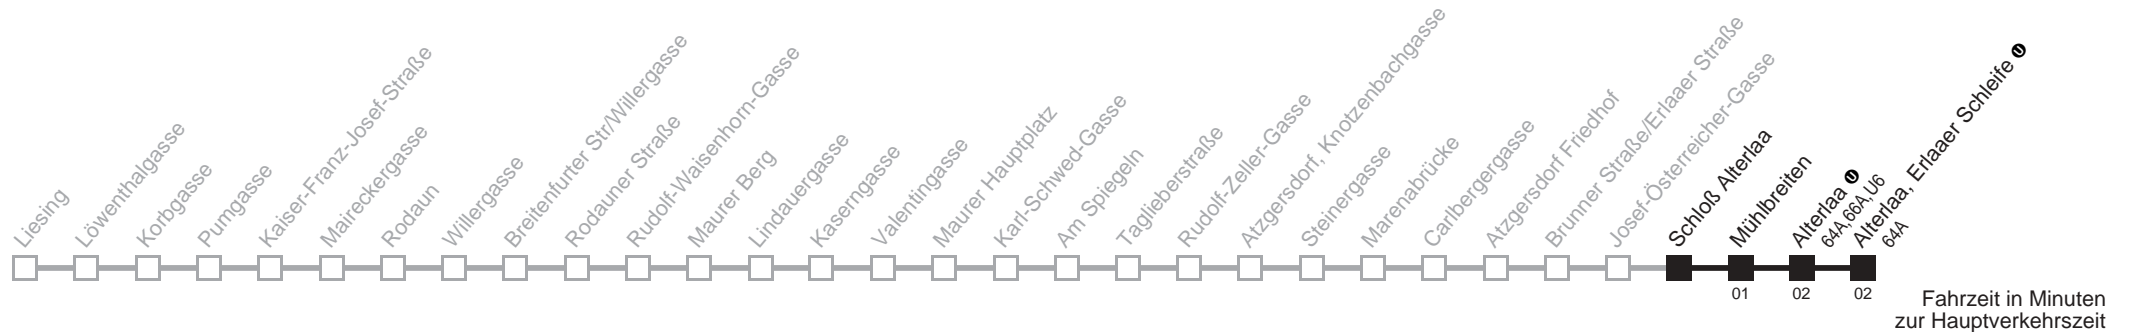 Liesing
Löwenthalgasse
Korbgasse
Pumgasse
Kaiser-Franz-Josef-Straße
Maireckergasse
Rodaun
Willergasse
Breitenfurter Str/Willergasse
Rodauner Straße
Rudolf-Waisenhorn-Gasse
Maurer Berg
Lindauergasse
Kaserngasse
Valentingasse
Maurer Hauptplatz
Karl-Schwed-Gasse
Am Spiegeln
Taglieberstraße
Rudolf-Zeller-Gasse
Atzgersdorf, Knotzenbachgasse
Steinergasse
Marenabrücke
Carlbergergasse
Atzgersdorf Friedhof
Brunner Straße/Erlaaer Straße
Josef-Österreicher-Gasse
Schloß Alterlaa
Mühlbreiten
Alterlaa U
64A,66A,U6
Alterlaa, Erlaaer Schleife U
64A
01
02
02
Fahrzeit in Minuten
zur Hauptverkehrszeit